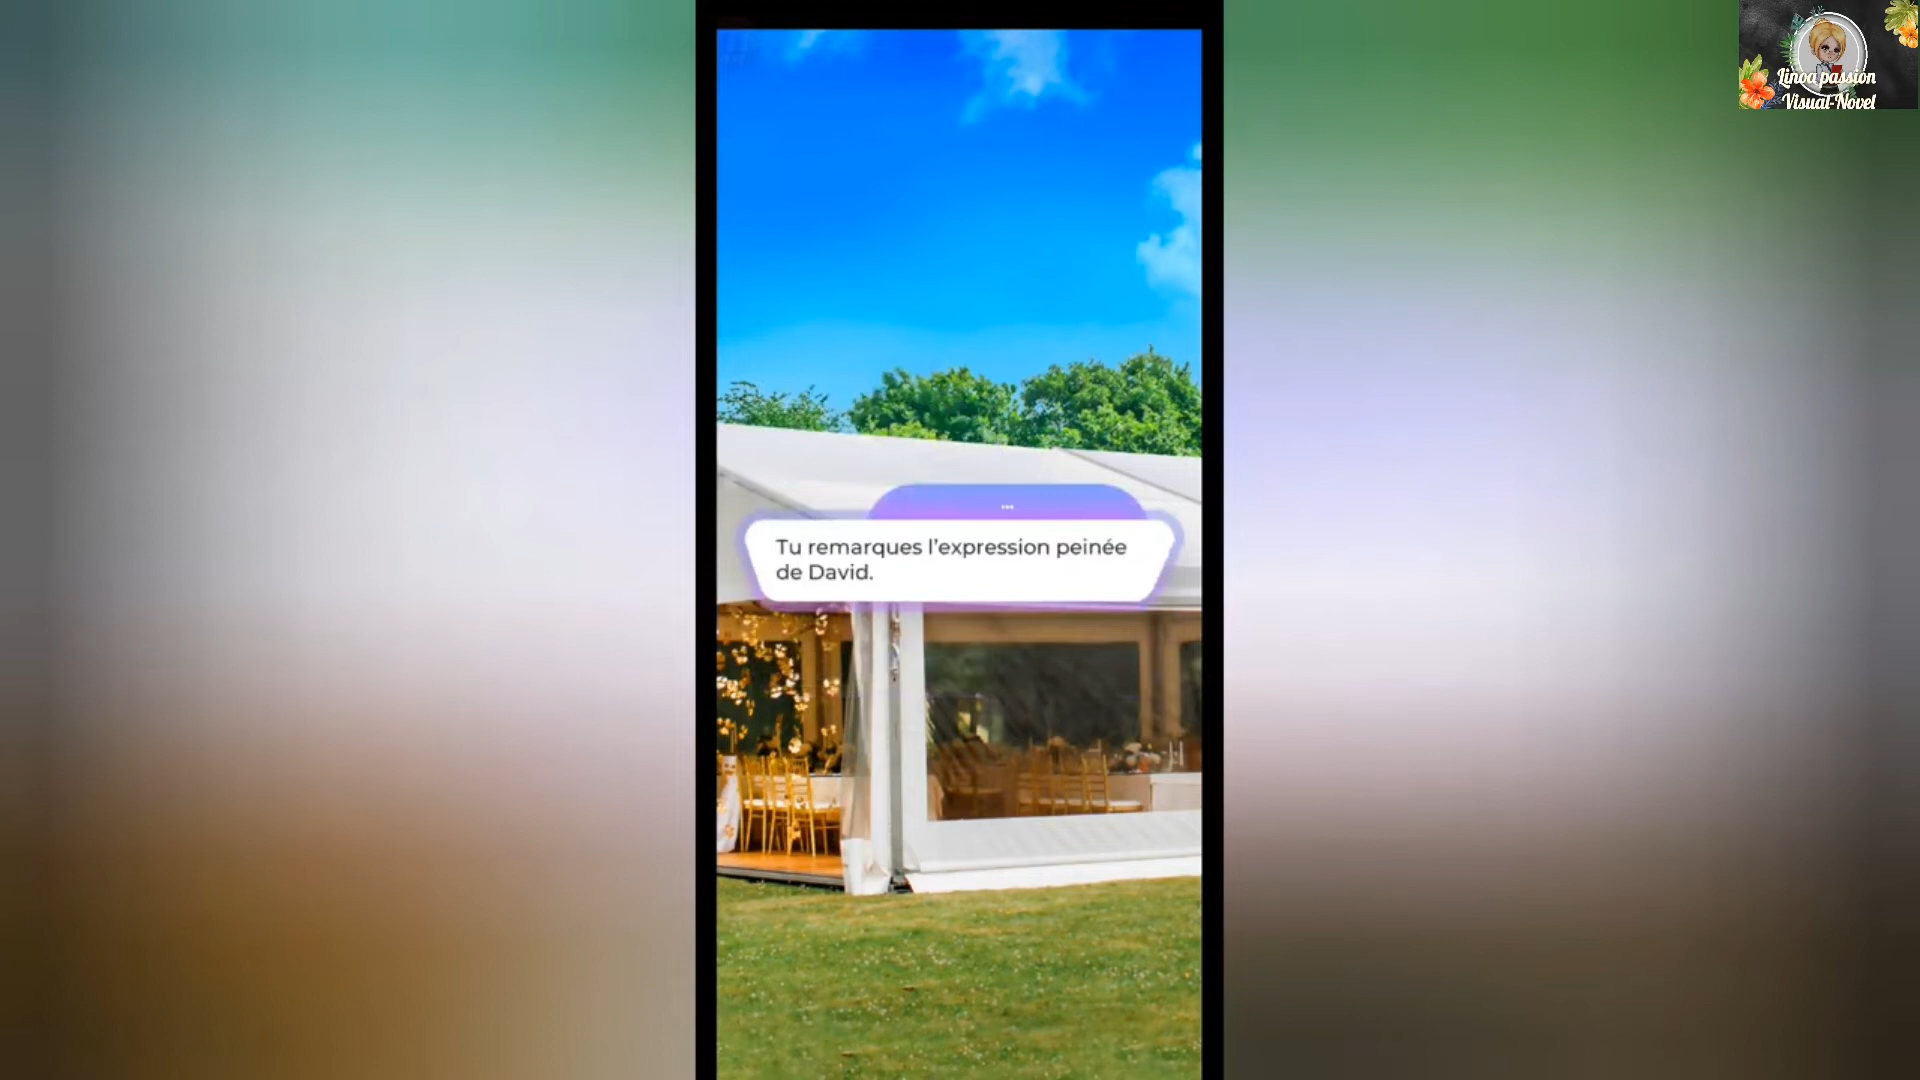 Linoa passion
Visual-Novel
...
Tu remarques l’expression peinée
de David.